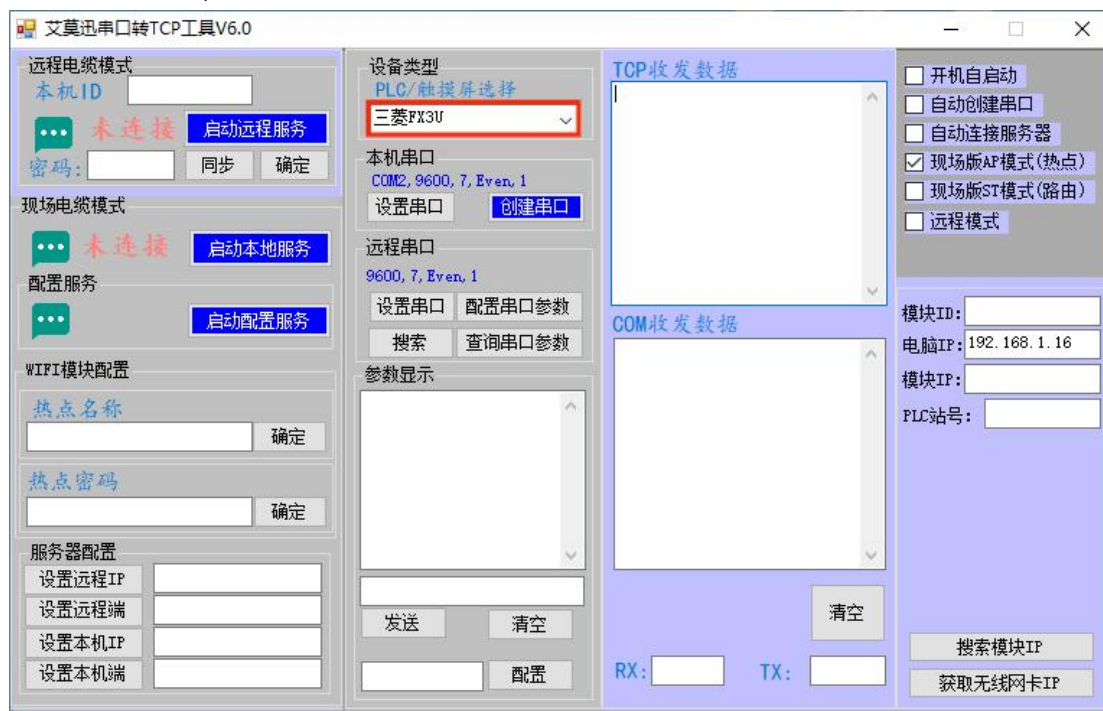 艾莫迅串口转TCP工具V6.0
远程电缆模式
本机ID
未连接
启动远程服务
密码:
同步
确定
现场电缆模式
未连接
启动本地服务
配置服务
启动配置服务
WIFI模块配置
热点名称
确定
热点密码
确定
服务器配置
设置远程IP
设置远程端
设置本机IP
设置本机端
设备类型
PLC/触摸屏选择
三菱FX3U
本机串口
COM2, 9600, 7, Even, 1
设置串口
创建串口
远程串口
9600, 7, Even, 1
设置串口
配置串口参数
搜索
查询串口参数
参数显示
发送
清空
配置
TCP收发数据
COM收发数据
清空
RX:
TX:
开机自启动
自动创建串口
自动连接服务器
现场版AP模式(热点)
现场版ST模式(路由)
远程模式
模块ID:
电脑IP: 192.168.1.16
模块IP:
PLC站号:
搜索模块IP
获取无线网卡IP